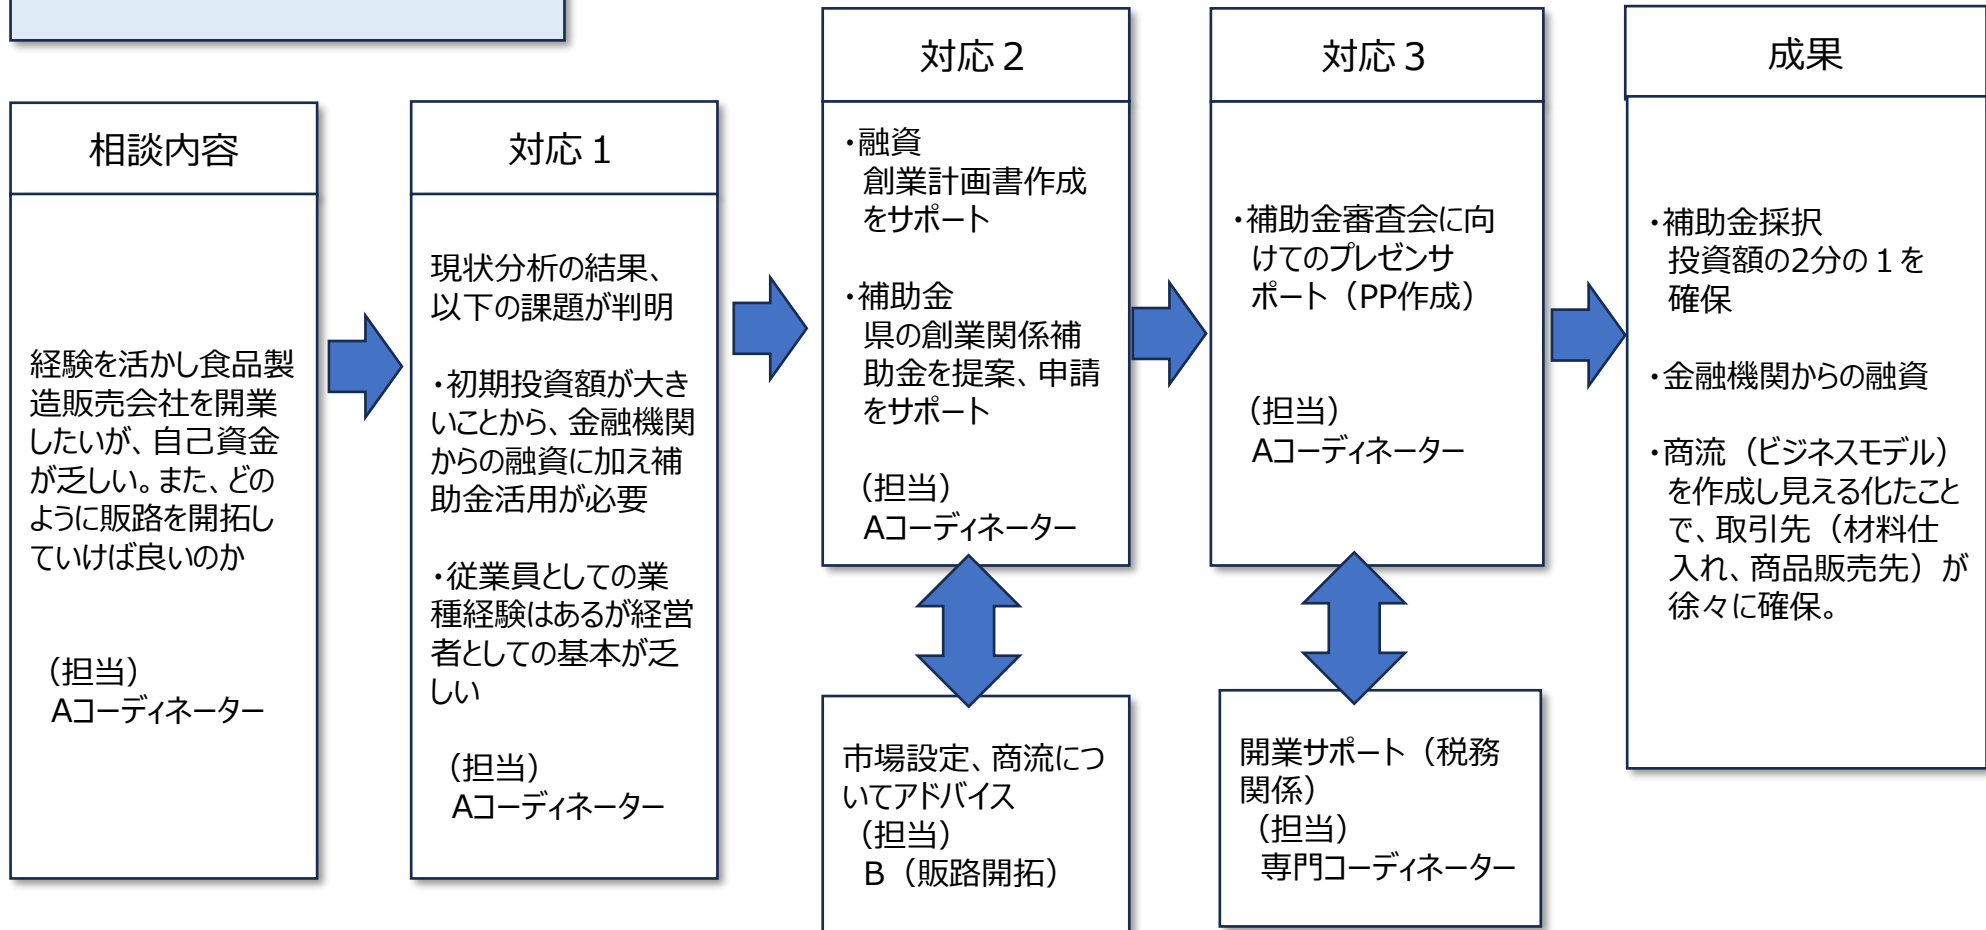 相談内容
経験を活かし食品製
造販売会社を開業
したいが、自己資金
が乏しい。また、どの
ように販路を開拓し
ていけば良いのか
（担当）
Aコーディネーター
対応１
現状分析の結果、
以下の課題が判明
・初期投資額が大き
いことから、金融機関
からの融資に加え補
助金活用が必要
・従業員としての業
種経験はあるが経営
者としての基本が乏
しい
（担当）
Aコーディネーター
対応２
・融資
創業計画書作成
をサポート
・補助金
県の創業関係補
助金を提案、申請
をサポート
（担当）
Aコーディネーター
市場設定、商流につ
いてアドバイス
（担当）
B（販路開拓）
対応３
・補助金審査会に向
けてのプレゼンサ
ポート（PP作成）
（担当）
Aコーディネーター
開業サポート（税務
関係）
（担当）
専門コーディネーター
成果
・補助金採択
投資額の2分の１を
確保
・金融機関からの融資
・商流（ビジネスモデル）
を作成し見える化たこと
で、取引先（材料仕
入れ、商品販売先）が
徐々に確保。